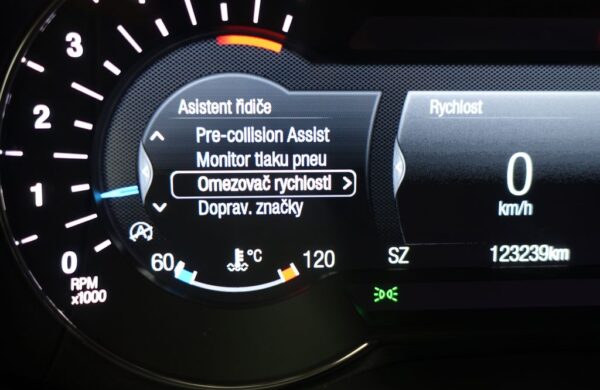 3
2
1
0
RPM
x1000
Asistent řidiče
Pre-collision Assist
Monitor tlaku pneu
Omezovač rychlosti
Doprav. značky
60 °C 120
Rychlost
0
km/h
SZ 123239km